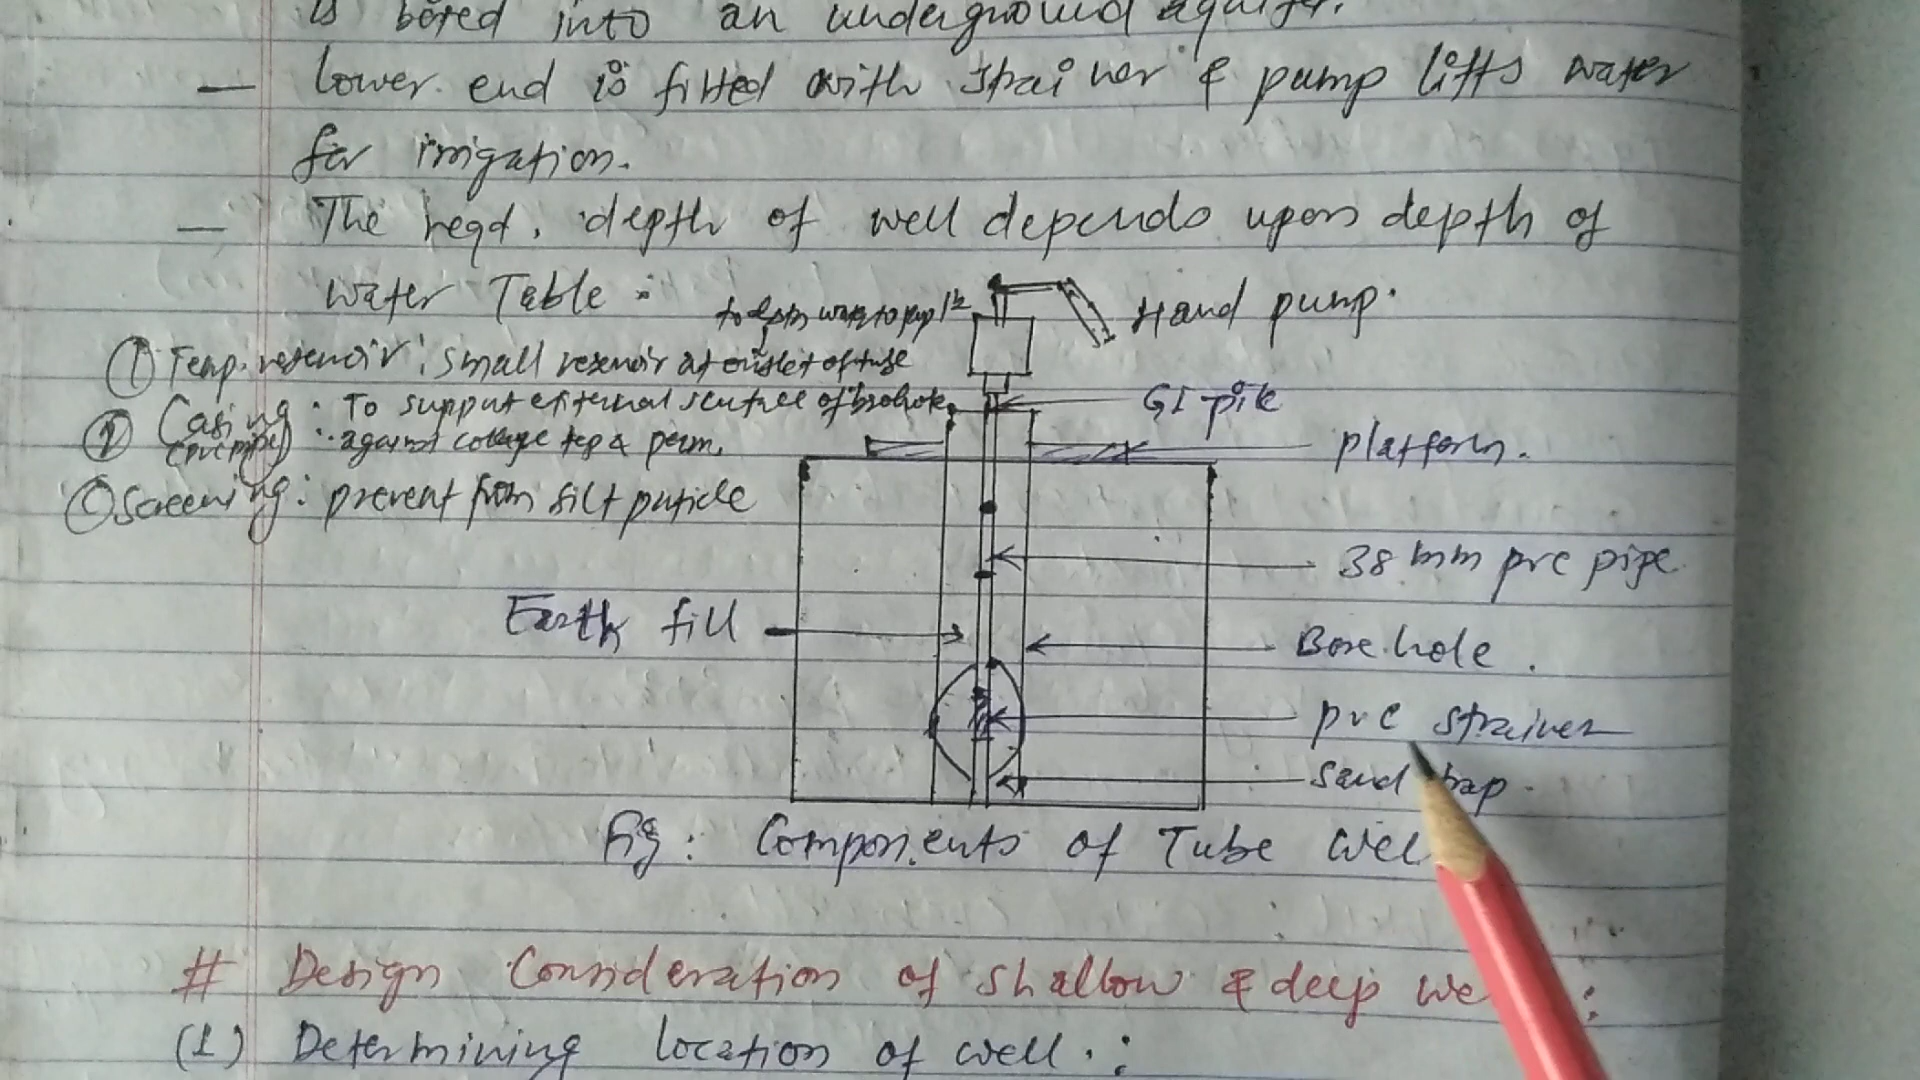 is bored into an underground aquifer.
— Lower end is fitted with strainer & pump lifts water
for irrigation.
— The reqd. depth of well depends upon depth of
water Table :
Hand pump.
① Temp. reservoir : small reservoir at outlet of tube
② Casing : To support external surface of borehole
against collapse temp & perm.
Screening : prevent from silt particle
GI pipe
platform.
38 mm pvc pipe
Earth fill
Bore hole .
pvc strainer
Sand trap.
Fig : Components of Tube Wel
# Design Consideration of shallow & deep we :
(1) Determining location of well . :